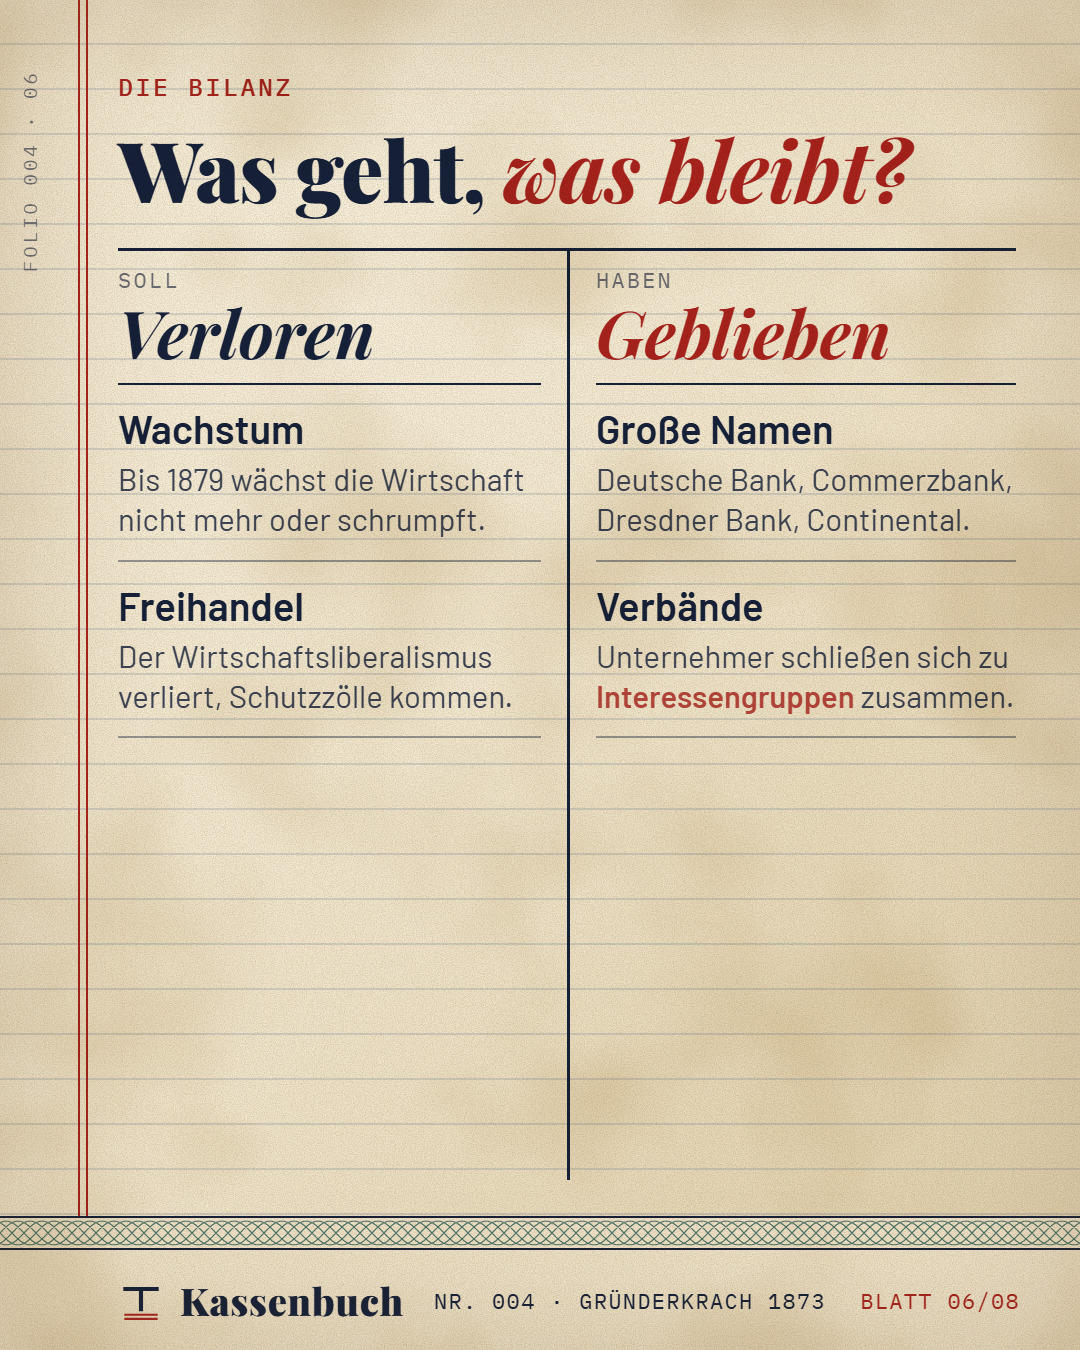 FOLIO 004 · 06
DIE BILANZ
Was geht, was bleibt?
SOLL
Verloren
Wachstum
Bis 1879 wächst die Wirtschaft
nicht mehr oder schrumpft.
Freihandel
Der Wirtschaftsliberalismus
verliert, Schutzzölle kommen.
HABEN
Geblieben
Große Namen
Deutsche Bank, Commerzbank,
Dresdner Bank, Continental.
Verbände
Unternehmer schließen sich zu
Interessengruppen zusammen.
Kassenbuch NR. 004 · GRÜNDERKRACH 1873 BLATT 06/08